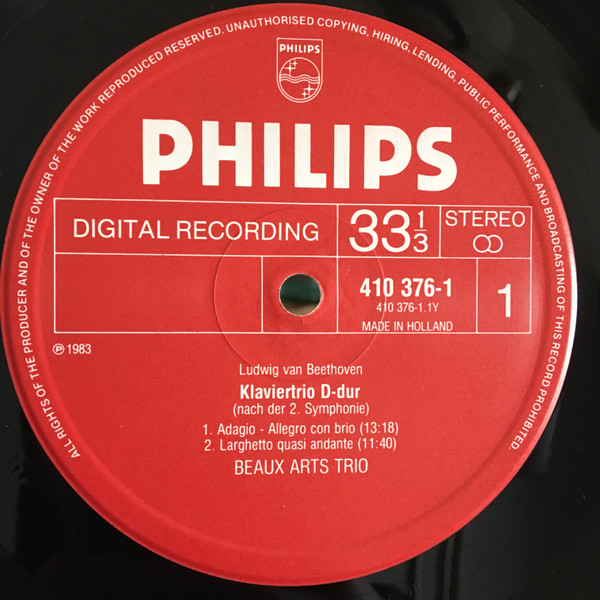 ALL RIGHTS OF THE PRODUCER AND OF THE OWNER OF THE WORK REPRODUCED RESERVED. UNAUTHORISED COPYING, HIRING, LENDING, PUBLIC PERFORMANCE AND BROADCASTING OF THIS RECORD PROHIBITED.
PHILIPS
PHILIPS
DIGITAL RECORDING
33 1/3
STEREO
410 376-1
410 376-1.1Y
MADE IN HOLLAND
1
℗ 1983
Ludwig van Beethoven
Klaviertrio D-dur
(nach der 2. Symphonie)
1. Adagio - Allegro con brio (13:18)
2. Larghetto quasi andante (11:40)
BEAUX ARTS TRIO